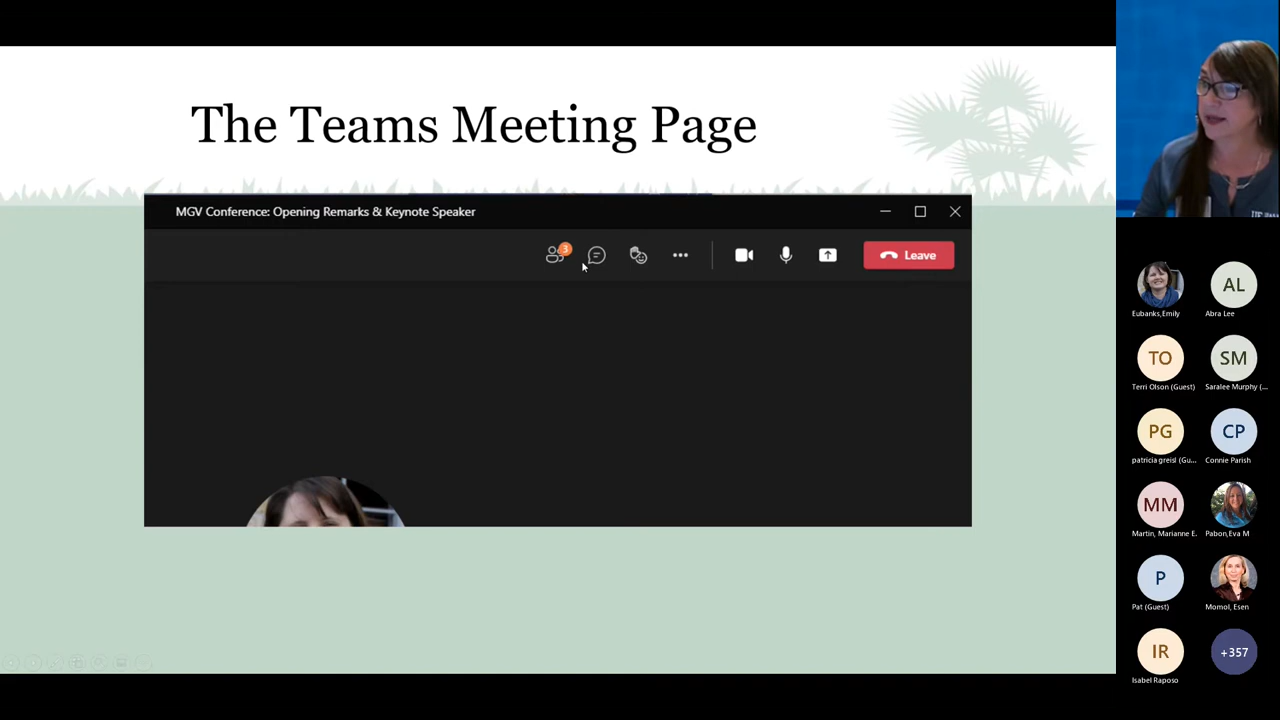 The Teams Meeting Page
MGV Conference: Opening Remarks & Keynote Speaker
3
Leave
Eubanks,Emily
AL
Abra Lee
TO
Terri Olson (Guest)
SM
Saralee Murphy (...
PG
patricia greisl (Gu...
CP
Connie Parish
MM
Martin, Marianne E.
Pabon,Eva M
P
Pat (Guest)
Momol, Esen
IR
Isabel Raposo
+357